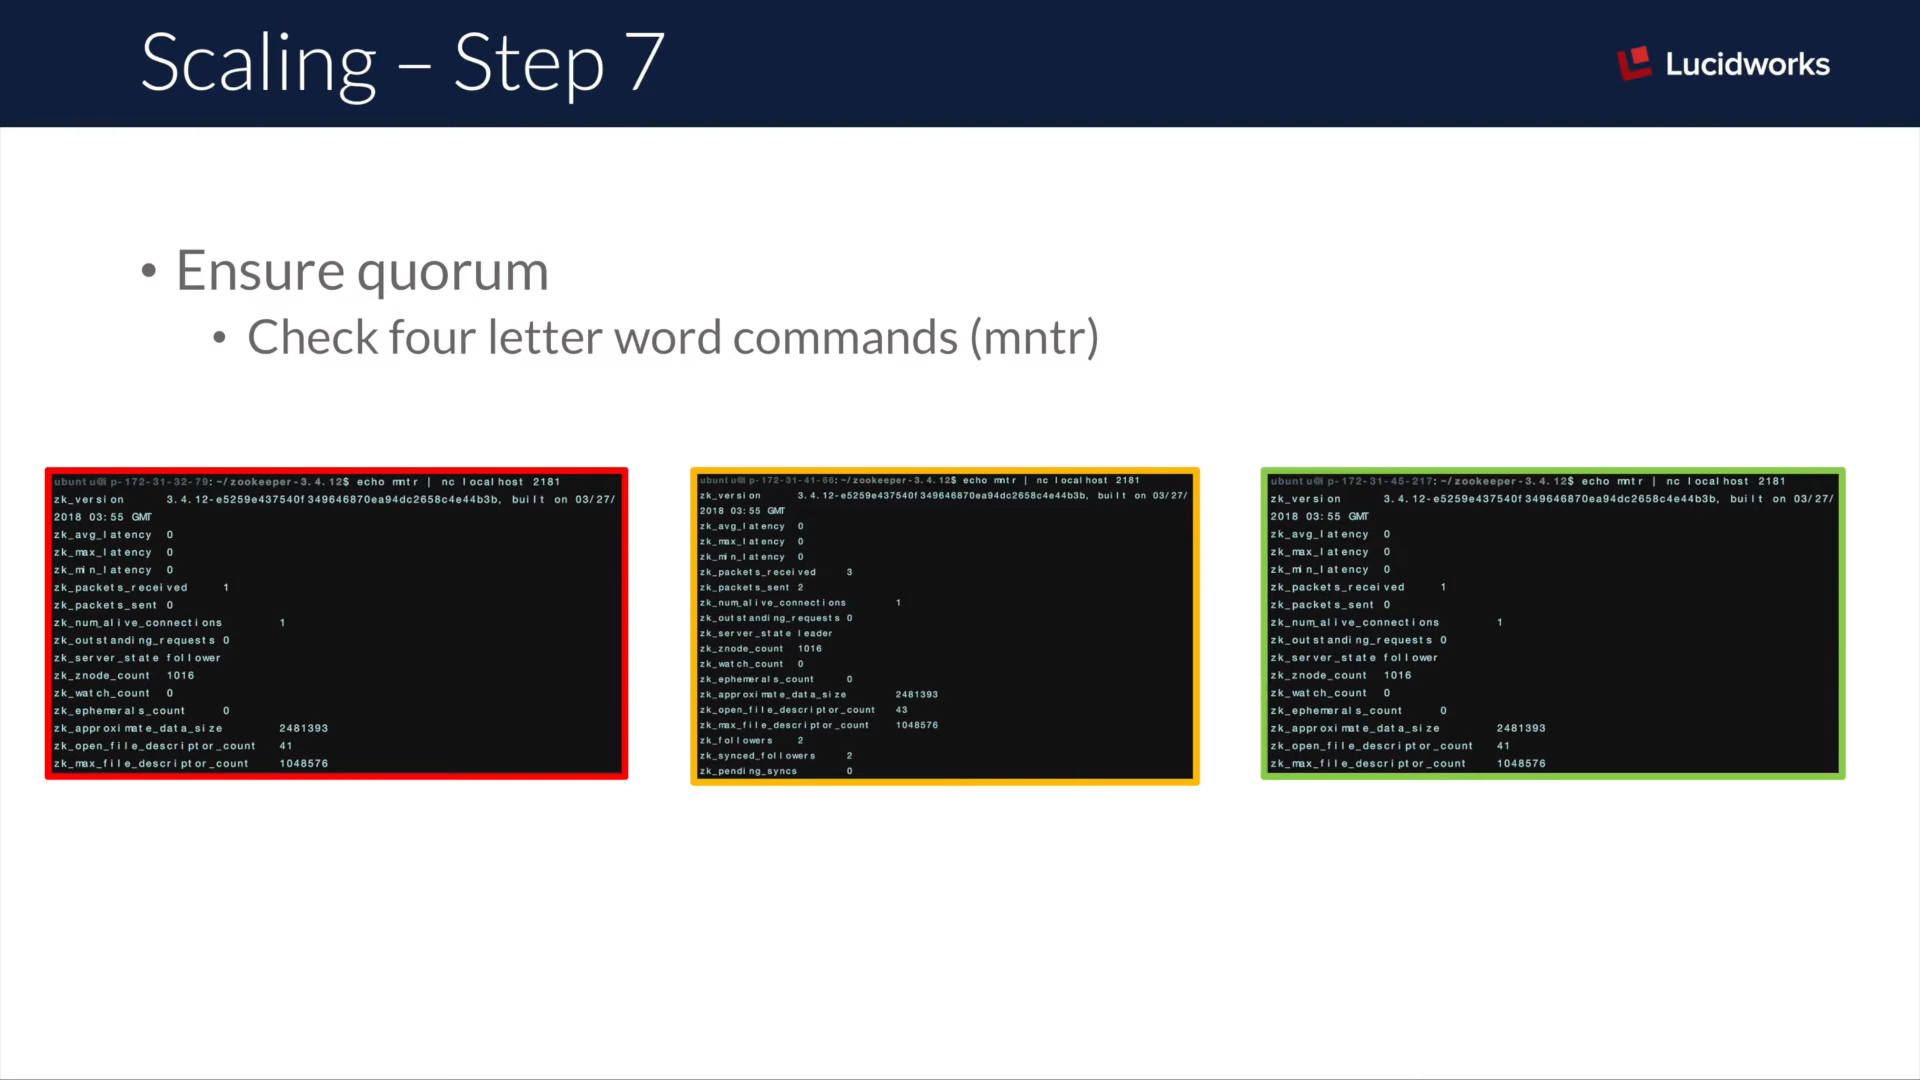 Scaling – Step 7
Lucidworks
• Ensure quorum
• Check four letter word commands (mntr)
ubuntu@ip-172-31-32-79:~/zookeeper-3.4.12$ echo mntr | nc localhost 2181
zk_version 3.4.12-e5259e437540f349646870ea94dc2658c4e44b3b, built on 03/27/
2018 03:55 GMT
zk_avg_latency 0
zk_max_latency 0
zk_min_latency 0
zk_packets_received 1
zk_packets_sent 0
zk_num_alive_connections 1
zk_outstanding_requests 0
zk_server_state follower
zk_znode_count 1016
zk_watch_count 0
zk_ephemerals_count 0
zk_approximate_data_size 2481393
zk_open_file_descriptor_count 41
zk_max_file_descriptor_count 1048576
ubuntu@ip-172-31-41-66:~/zookeeper-3.4.12$ echo mntr | nc localhost 2181
zk_version 3.4.12-e5259e437540f349646870ea94dc2658c4e44b3b, built on 03/27/
2018 03:55 GMT
zk_avg_latency 0
zk_max_latency 0
zk_min_latency 0
zk_packets_received 3
zk_packets_sent 2
zk_num_alive_connections 1
zk_outstanding_requests 0
zk_server_state leader
zk_znode_count 1016
zk_watch_count 0
zk_ephemerals_count 0
zk_approximate_data_size 2481393
zk_open_file_descriptor_count 43
zk_max_file_descriptor_count 1048576
zk_followers 2
zk_synced_followers 2
zk_pending_syncs 0
ubuntu@ip-172-31-45-217:~/zookeeper-3.4.12$ echo mntr | nc localhost 2181
zk_version 3.4.12-e5259e437540f349646870ea94dc2658c4e44b3b, built on 03/27/
2018 03:55 GMT
zk_avg_latency 0
zk_max_latency 0
zk_min_latency 0
zk_packets_received 1
zk_packets_sent 0
zk_num_alive_connections 1
zk_outstanding_requests 0
zk_server_state follower
zk_znode_count 1016
zk_watch_count 0
zk_ephemerals_count 0
zk_approximate_data_size 2481393
zk_open_file_descriptor_count 41
zk_max_file_descriptor_count 1048576